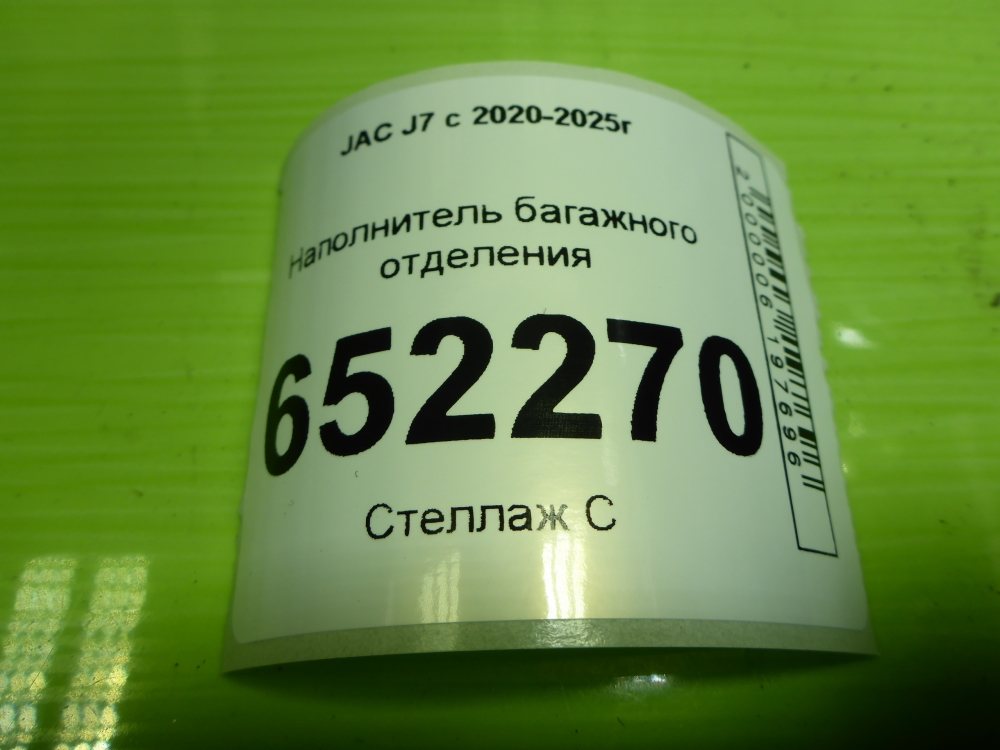 JAC J7 с 2020-2025г
Наполнитель багажного
отделения
652270
Стеллаж С
2000006197696